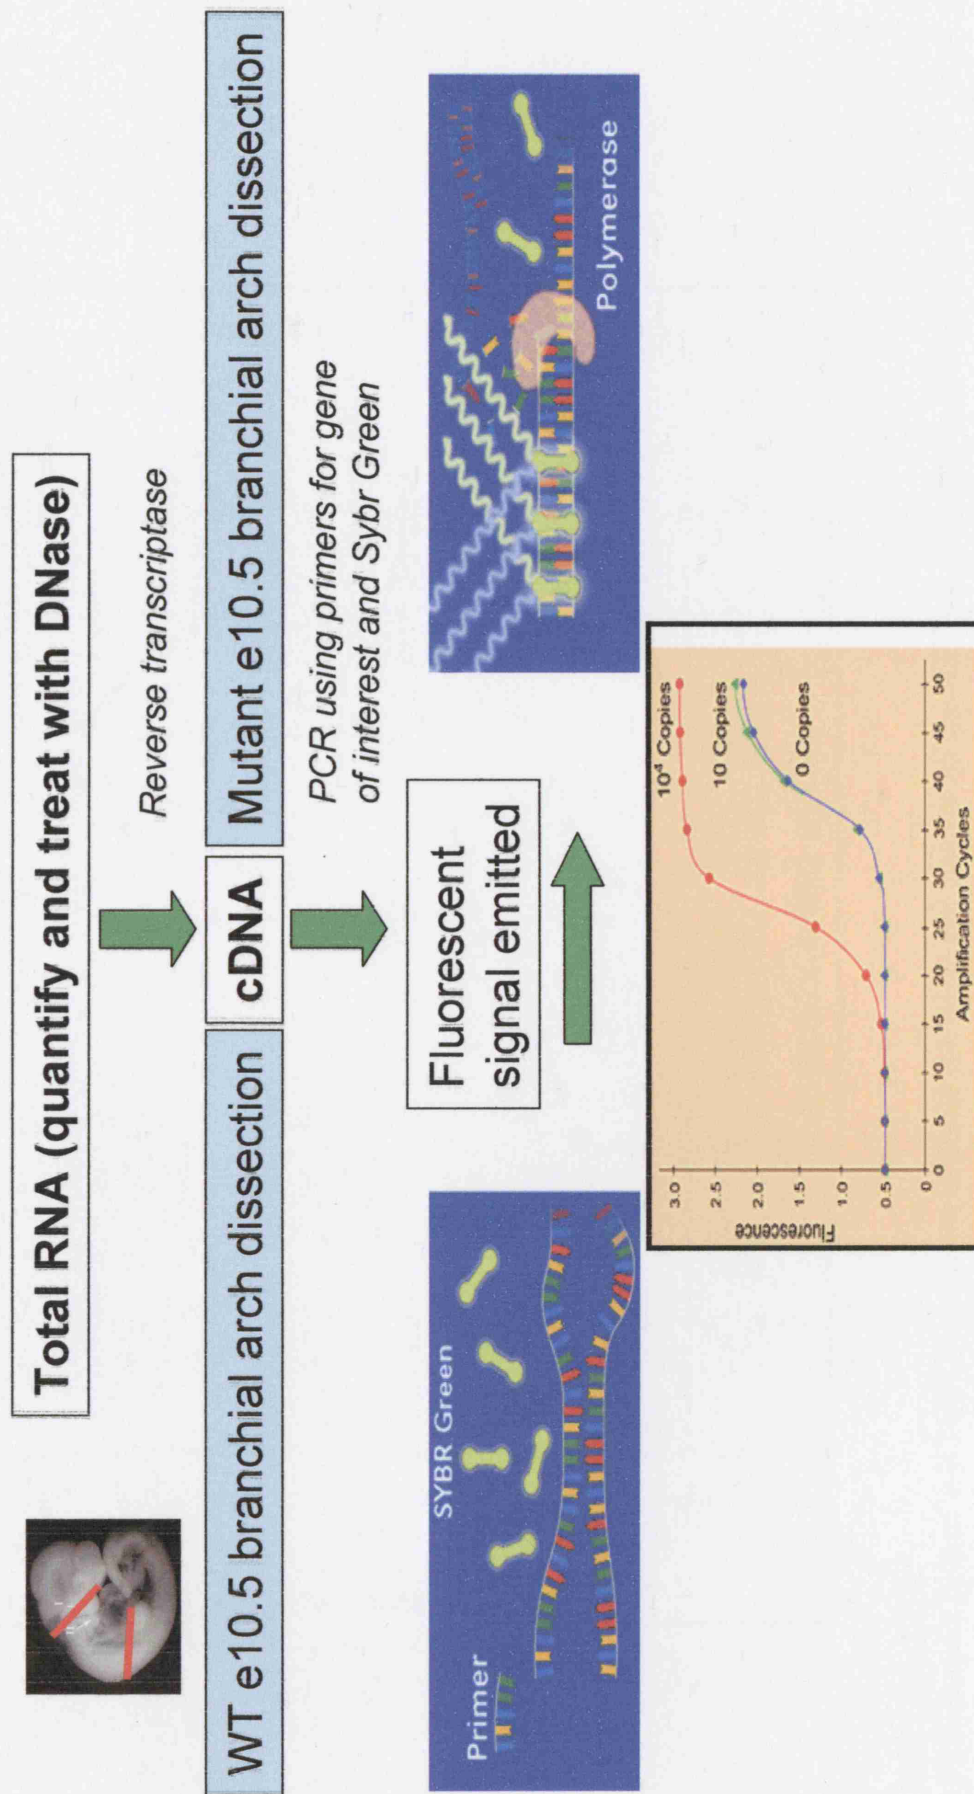 Total RNA (quantify and treat with DNase)
Reverse transcriptase
WT e10.5 branchial arch dissection
cDNA
Mutant e10.5 branchial arch dissection
PCR using primers for gene
of interest and Sybr Green
Fluorescent
signal emitted
Primer
SYBR Green
Polymerase
Fluorescence
3.0
2.5
2.0
1.5
1.0
0.5
0
10⁴ Copies
10 Copies
0 Copies
0 5 10 15 20 25 30 35 40 45 50
Amplification Cycles